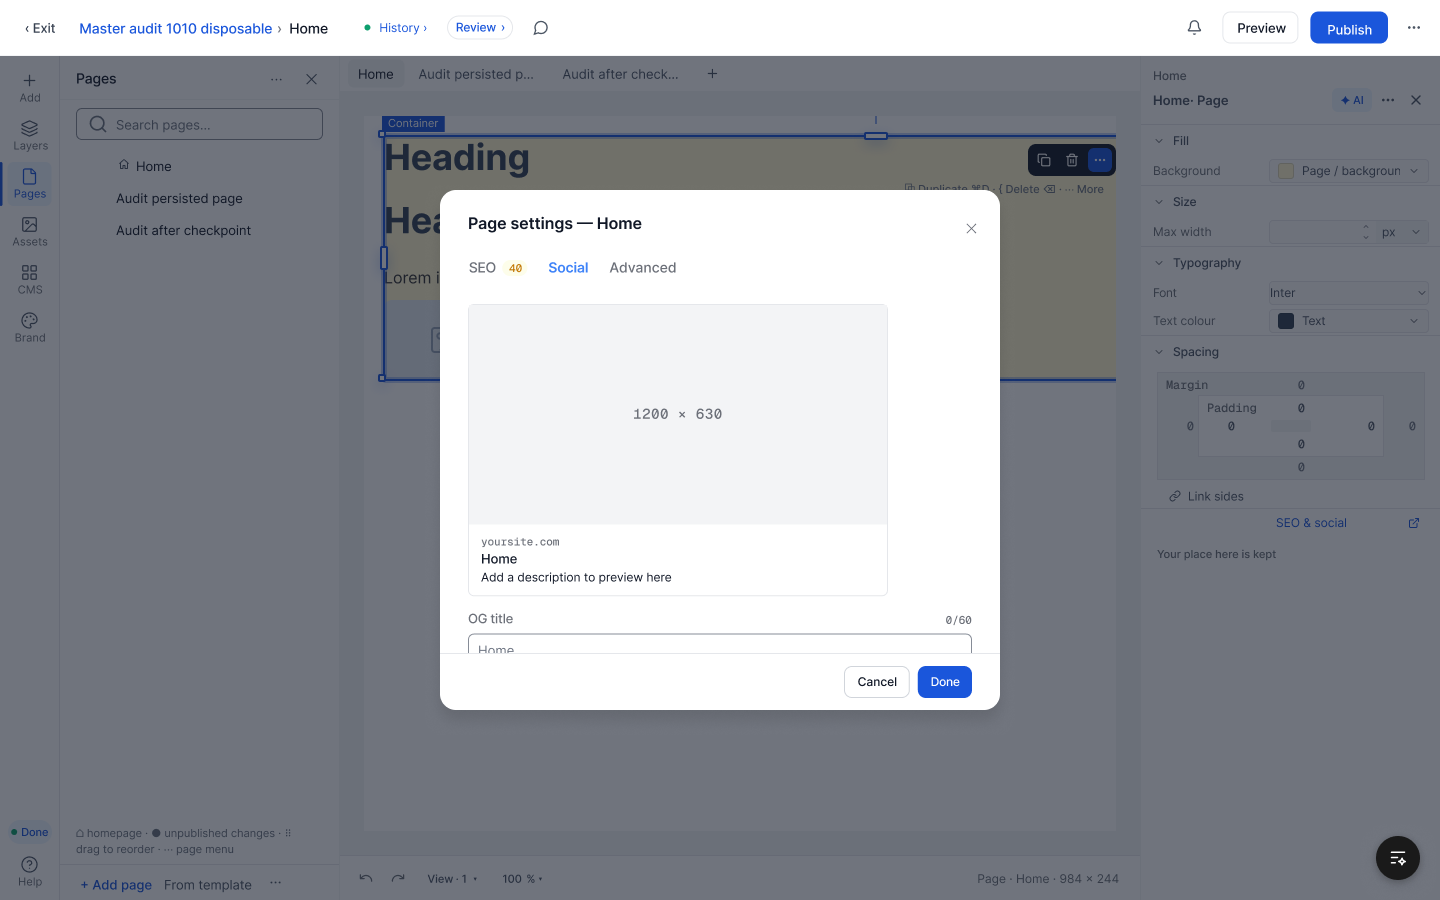 ‹ Exit
Master audit 1010 disposable › Home
History ›
Review ›
Preview
Publish
Add
Layers
Pages
Assets
CMS
Brand
Done
Help
Pages
Search pages...
Home
Audit persisted page
Audit after checkpoint
homepage · ● unpublished changes · ⠿
drag to reorder · ··· page menu
+ Add page
From template
Home
Audit persisted p...
Audit after check...
Container
Heading
Duplicate ⌘D · Delete ⌫ · ··· More
Lorem
Page settings — Home
SEO 40
Social
Advanced
1200 × 630
yoursite.com
Home
Add a description to preview here
OG title
0/60
Home
Cancel
Done
View · 1
100 %
Page · Home · 984 × 244
Home
Home· Page
AI
Fill
Background
Page / backgroun
Size
Max width
px
Typography
Font
Inter
Text colour
Text
Spacing
Margin
0
Padding
0
0
0
0
0
0
0
Link sides
SEO & social
Your place here is kept